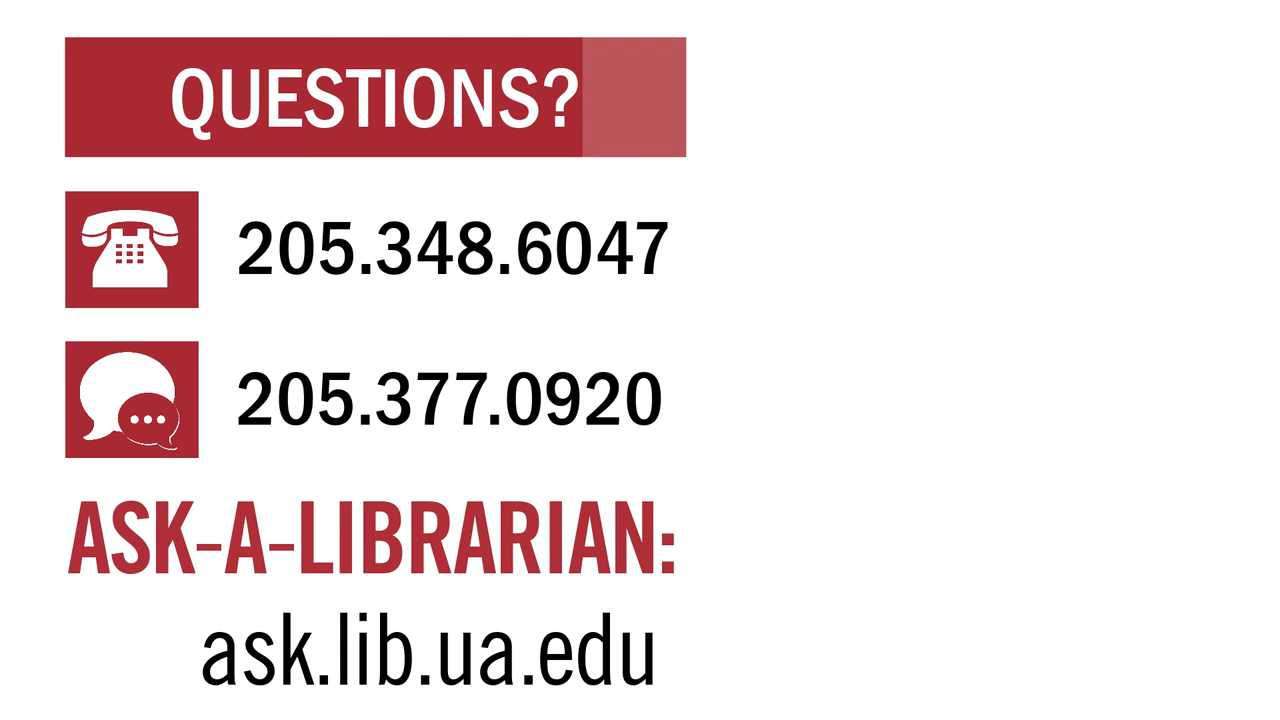 QUESTIONS?
205.348.6047
205.377.0920
ASK-A-LIBRARIAN:
ask.lib.ua.edu